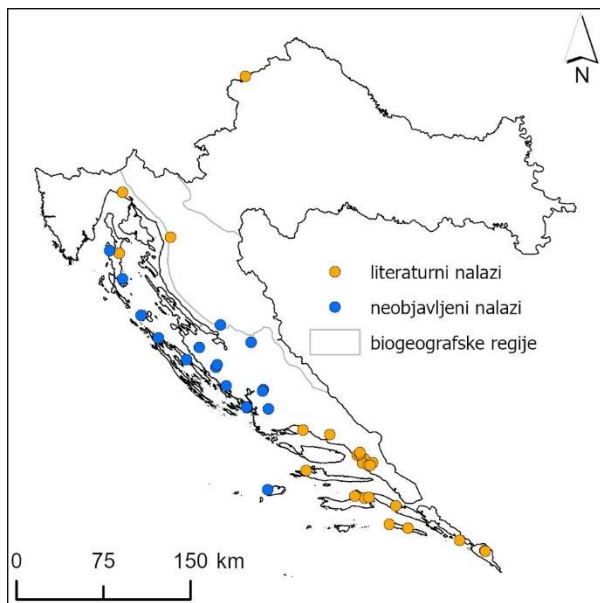 N
literaturni nalazi
neobjavljeni nalazi
biogeografske regije
0 75 150 km